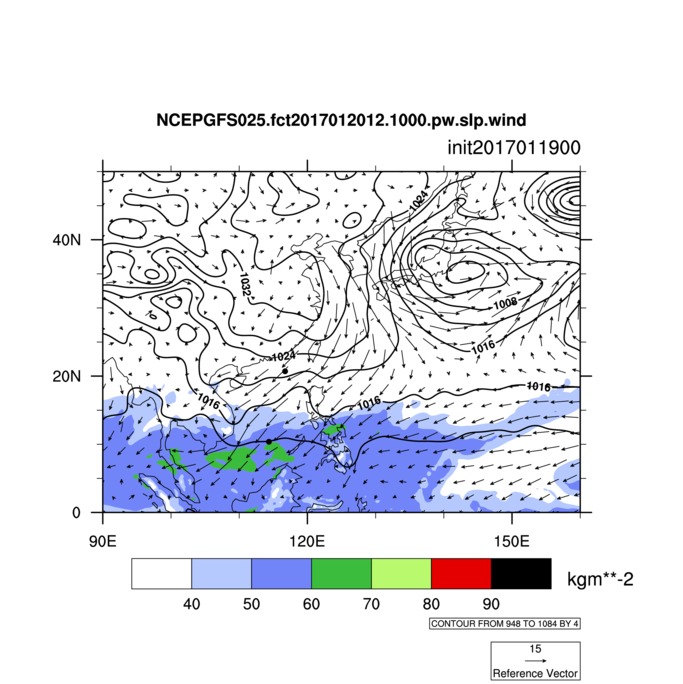 NCEPGFS025.fct2017012012.1000.pw.slp.wind
init2017011900
1024
40N
1032
1008
1016
1024
20N
1016
1016
1016
0
90E 120E 150E
kgm**-2
40 50 60 70 80 90
CONTOUR FROM 948 TO 1084 BY 4
15
Reference Vector